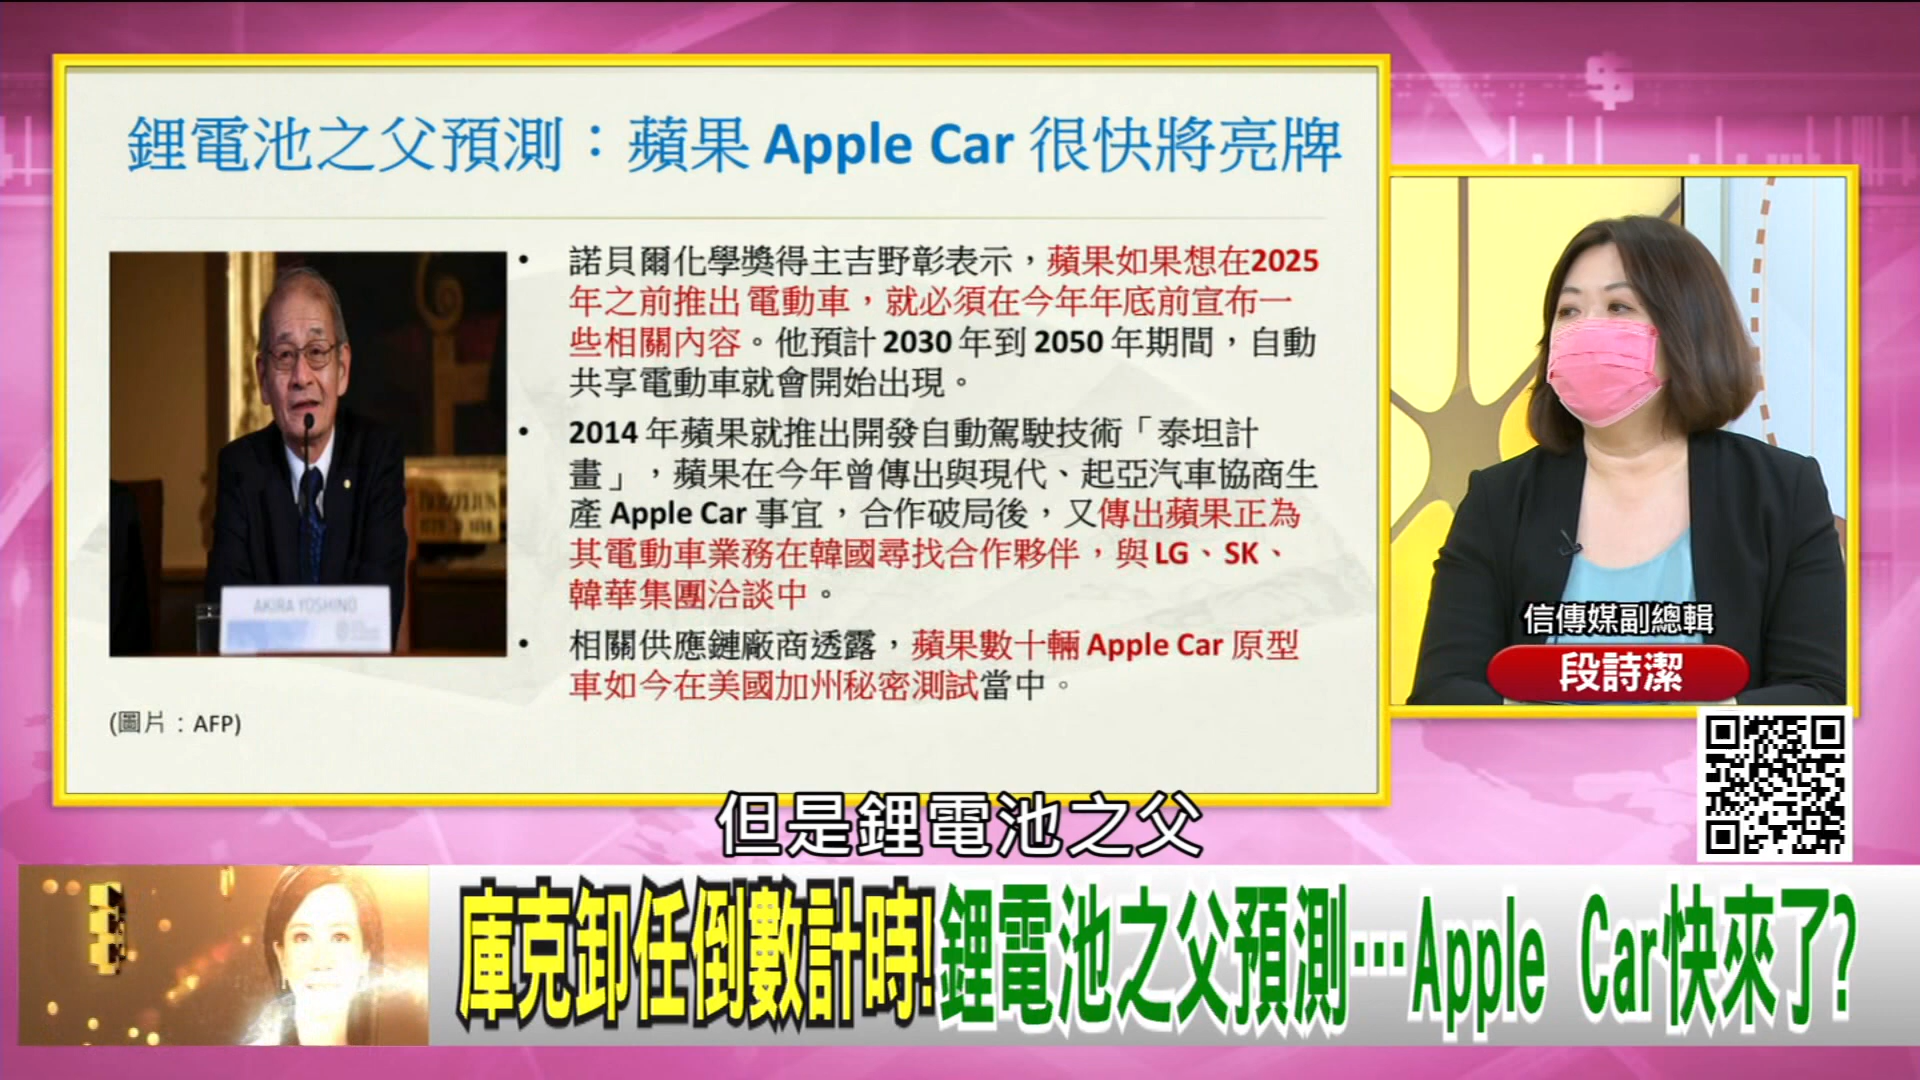 鋰電池之父預測：蘋果 Apple Car 很快將亮牌
• 諾貝爾化學獎得主吉野彰表示，蘋果如果想在2025
年之前推出 電動車，就必須在今年年底前宣布一
些相關內容。他預計 2030 年到 2050 年期間，自動
共享電動車就會開始出現。
• 2014 年蘋果就推出開發自動駕駛技術「泰坦計
畫」，蘋果在今年曾傳出與現代、起亞汽車協商生
產 Apple Car 事宜，合作破局後，又傳出蘋果正為
其電動車業務在韓國尋找合作夥伴，與 LG、SK、
韓華集團洽談中。
• 相關供應鏈廠商透露，蘋果數十輛 Apple Car 原型
車如今在美國加州秘密測試當中。
AKIRA YOSHINO
(圖片：AFP)
信傳媒副總輯
段詩潔
但是鋰電池之父
庫克卸任倒數計時!鋰電池之父預測…Apple Car快來了?